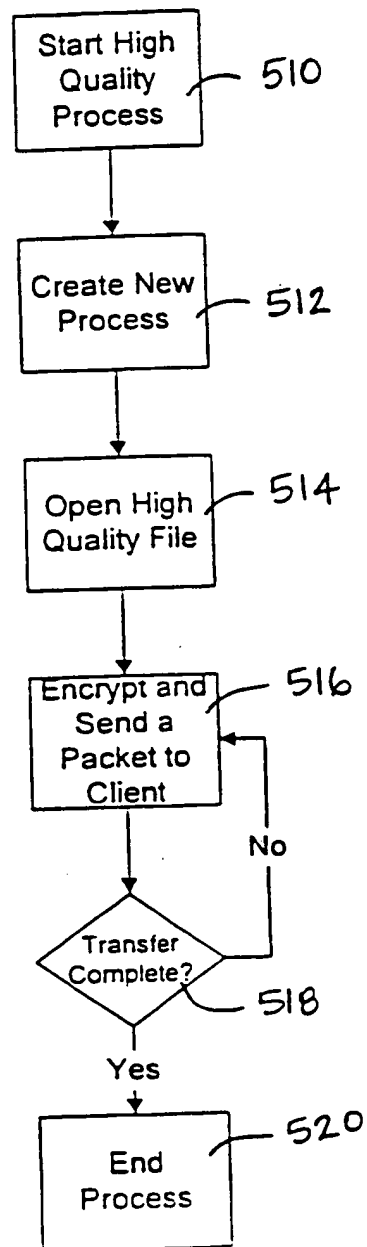 Start High
Quality
Process
510
Create New
Process
512
Open High
Quality File
514
Encrypt and
Send a
Packet to
Client
516
No
Transfer
Complete?
518
Yes
End
Process
520